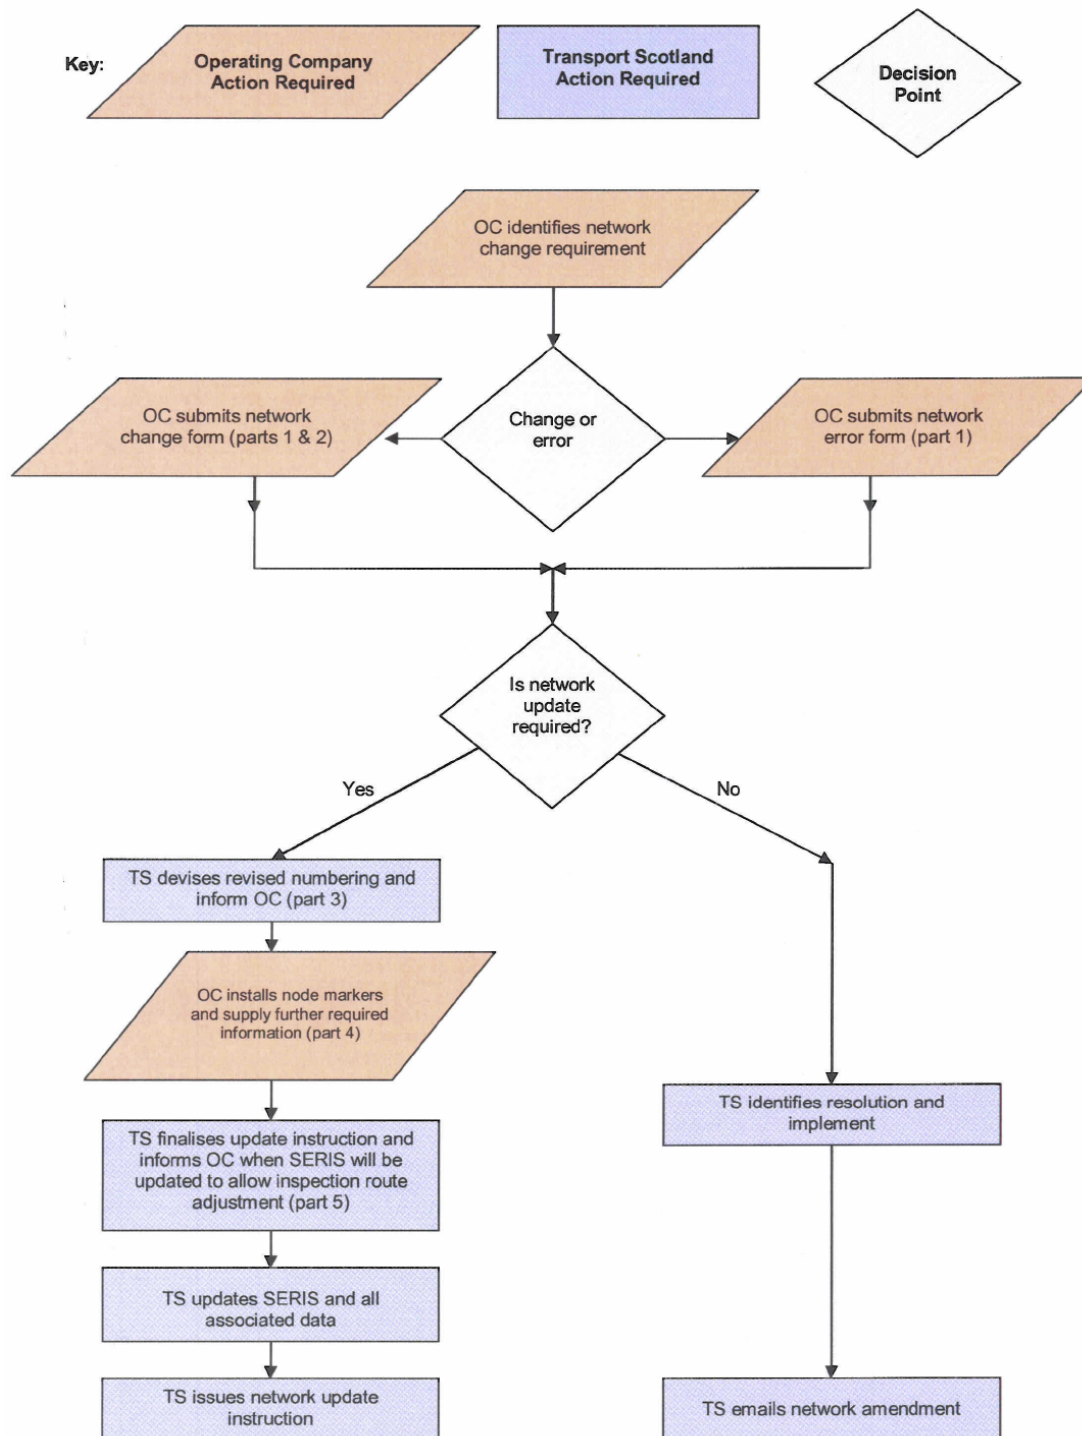 Key:
Operating Company
Action Required
Transport Scotland
Action Required
Decision
Point
OC identifies network
change requirement
OC submits network
change form (parts 1 & 2)
Change or
error
OC submits network
error form (part 1)
Is network
update
required?
Yes
No
TS devises revised numbering and
inform OC (part 3)
OC installs node markers
and supply further required
information (part 4)
TS finalises update instruction and
informs OC when SERIS will be
updated to allow inspection route
adjustment (part 5)
TS identifies resolution and
implement
TS updates SERIS and all
associated data
TS issues network update
instruction
TS emails network amendment